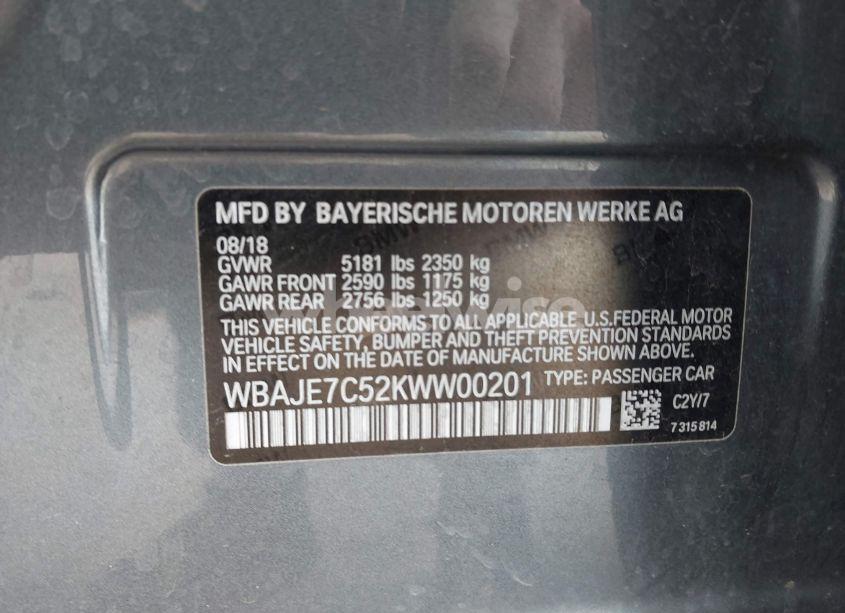 MFD BY BAYERISCHE MOTOREN WERKE AG
08/18
GVWR 5181 lbs 2350 kg
GAWR FRONT 2590 lbs 1175 kg
GAWR REAR 2756 lbs 1250 kg
THIS VEHICLE CONFORMS TO ALL APPLICABLE U.S.FEDERAL MOTOR
VEHICLE SAFETY, BUMPER AND THEFT PREVENTION STANDARDS
IN EFFECT ON THE DATE OF MANUFACTURE SHOWN ABOVE.
WBAJE7C52KWW00201 TYPE: PASSENGER CAR
C2Y/7
7 315 814